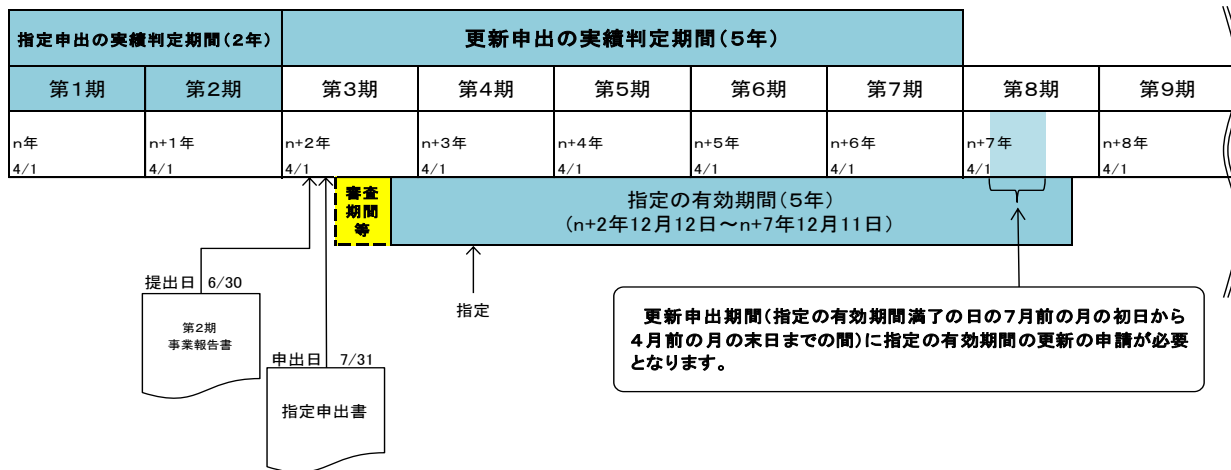 指定申出の実績判定期間(2年)
更新申出の実績判定期間(5年)
第1期
第2期
第3期
第4期
第5期
第6期
第7期
第8期
第9期
n年
n+1年
n+2年
n+3年
n+4年
n+5年
n+6年
n+7年
n+8年
4/1
4/1
4/1
4/1
4/1
4/1
4/1
4/1
4/1
審査
期間
等
指定の有効期間(5年)
(n+2年12月12日～n+7年12月11日)
提出日 6/30
第2期
事業報告書
申出日 7/31
指定申出書
指定
更新申出期間(指定の有効期間満了の日の7月前の月の初日から
4月前の月の末日までの間)に指定の有効期間の更新の申請が必要
となります。